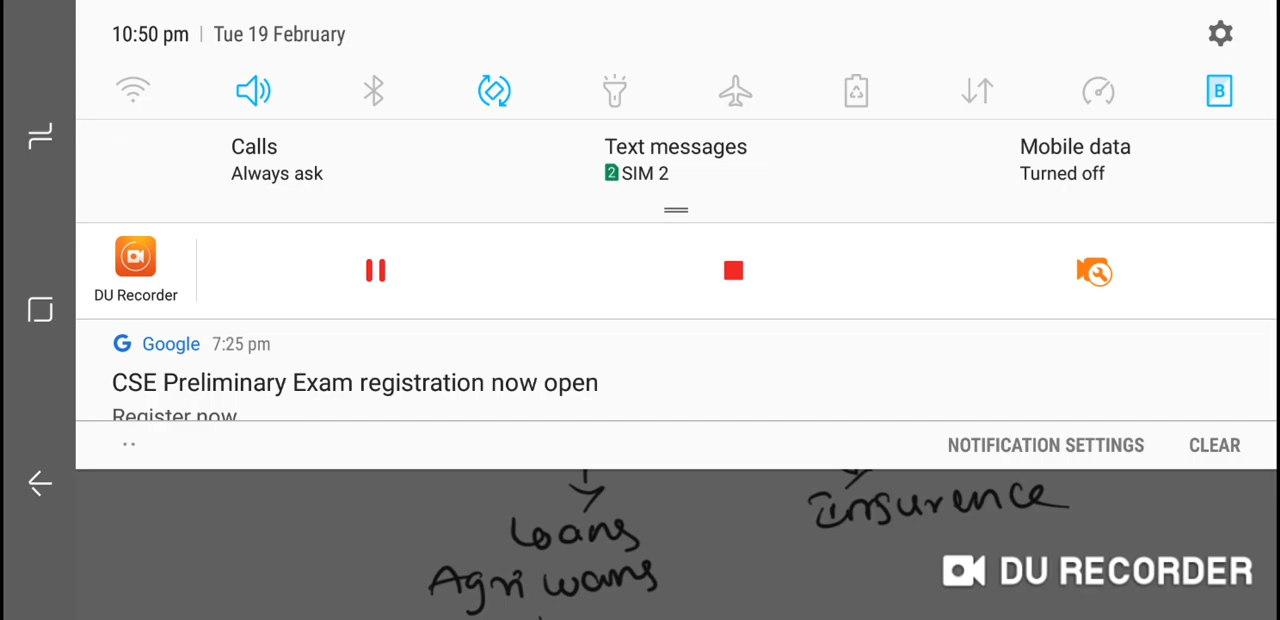 10:50 pm | Tue 19 February
B
Calls
Always ask
Text messages
2 SIM 2
Mobile data
Turned off
DU Recorder
G Google 7:25 pm
CSE Preliminary Exam registration now open
Register now
NOTIFICATION SETTINGS CLEAR
Insurence
Loans
Agri loans
DU RECORDER